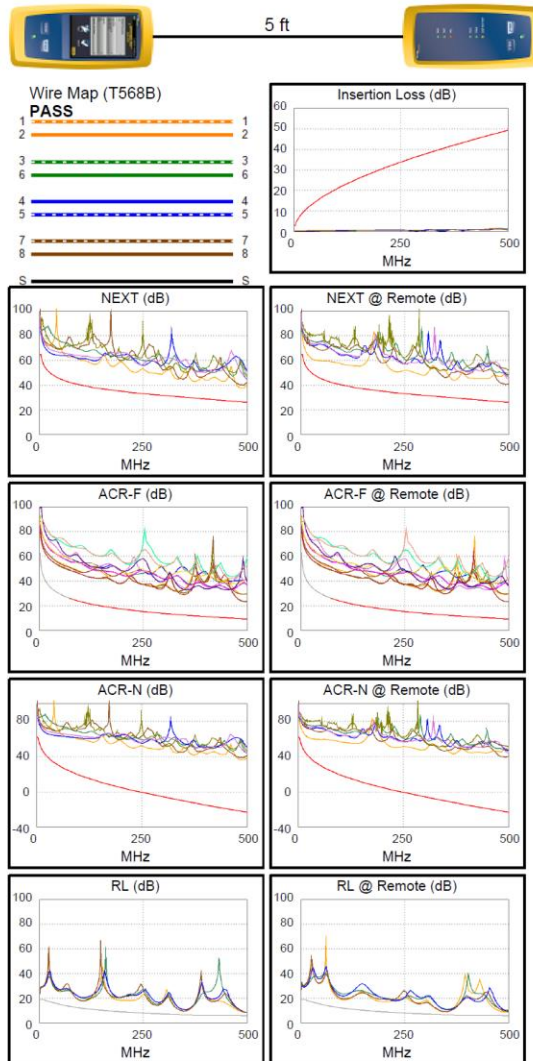 5 ft
Wire Map (T568B)
PASS
1 1
2 2
3 3
6 6
4 4
5 5
7 7
8 8
S S
Insertion Loss (dB)
60
50
40
30
20
10
0
0 250 500
MHz
NEXT (dB)
100
80
60
40
20
0
0 250 500
MHz
NEXT @ Remote (dB)
100
80
60
40
20
0
0 250 500
MHz
ACR-F (dB)
100
80
60
40
20
0
0 250 500
MHz
ACR-F @ Remote (dB)
100
80
60
40
20
0
0 250 500
MHz
ACR-N (dB)
80
40
0
-40
0 250 500
MHz
ACR-N @ Remote (dB)
80
40
0
-40
0 250 500
MHz
RL (dB)
100
80
60
40
20
0
0 250 500
MHz
RL @ Remote (dB)
100
80
60
40
20
0
0 250 500
MHz